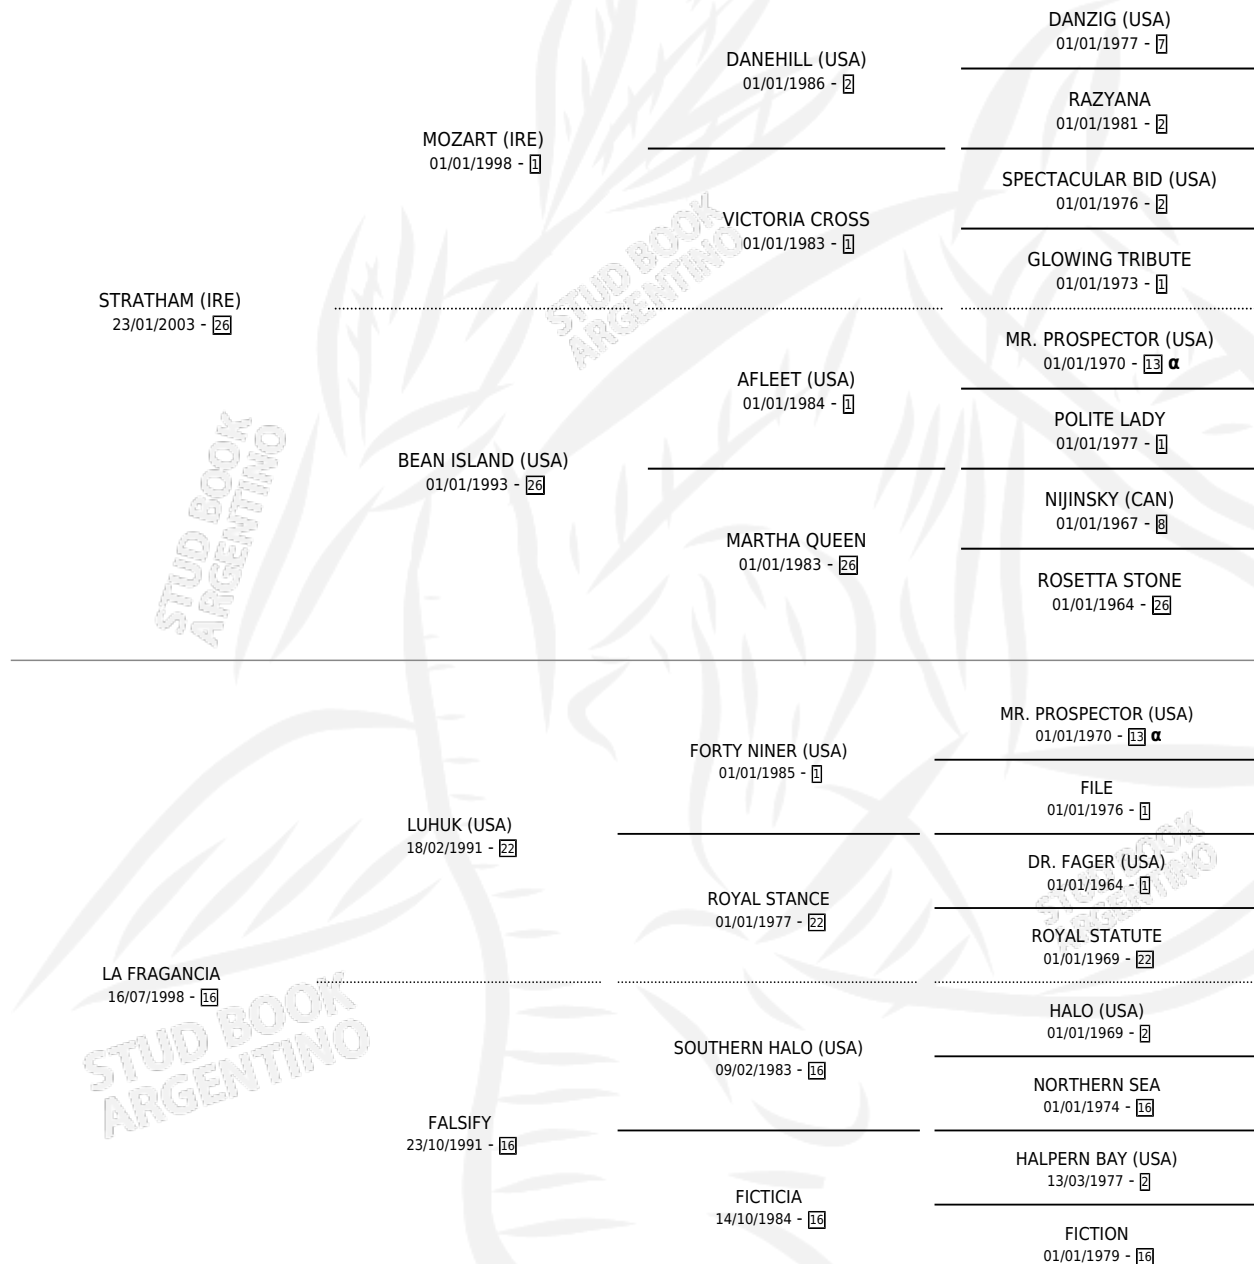 DANZIG (USA)
01/01/1977 - 7
DANEHILL (USA)
01/01/1986 - 2
RAZYANA
01/01/1981 - 2
MOZART (IRE)
01/01/1998 - 1
SPECTACULAR BID (USA)
01/01/1976 - 2
VICTORIA CROSS
01/01/1983 - 1
GLOWING TRIBUTE
01/01/1973 - 1
STUD BOOK
ARGENTINO
STRATHAM (IRE)
23/01/2003 - 26
MR. PROSPECTOR (USA)
01/01/1970 - 13 α
AFLEET (USA)
01/01/1984 - 1
POLITE LADY
01/01/1977 - 1
BEAN ISLAND (USA)
01/01/1993 - 26
NIJINSKY (CAN)
01/01/1967 - 8
MARTHA QUEEN
01/01/1983 - 26
ROSETTA STONE
01/01/1964 - 26
STUD BOOK
ARGENTINO
MR. PROSPECTOR (USA)
01/01/1970 - 13 α
FORTY NINER (USA)
01/01/1985 - 1
FILE
01/01/1976 - 1
LUHUK (USA)
18/02/1991 - 22
DR. FAGER (USA)
01/01/1964 - 1
ROYAL STANCE
01/01/1977 - 22
ROYAL STATUTE
01/01/1969 - 22
STUD BOOK
ARGENTINO
LA FRAGANCIA
16/07/1998 - 16
HALO (USA)
01/01/1969 - 2
SOUTHERN HALO (USA)
09/02/1983 - 16
NORTHERN SEA
01/01/1974 - 16
STUD BOOK
ARGENTINO
FALSIFY
23/10/1991 - 16
HALPERN BAY (USA)
13/03/1977 - 2
FICTICIA
14/10/1984 - 16
FICTION
01/01/1979 - 16